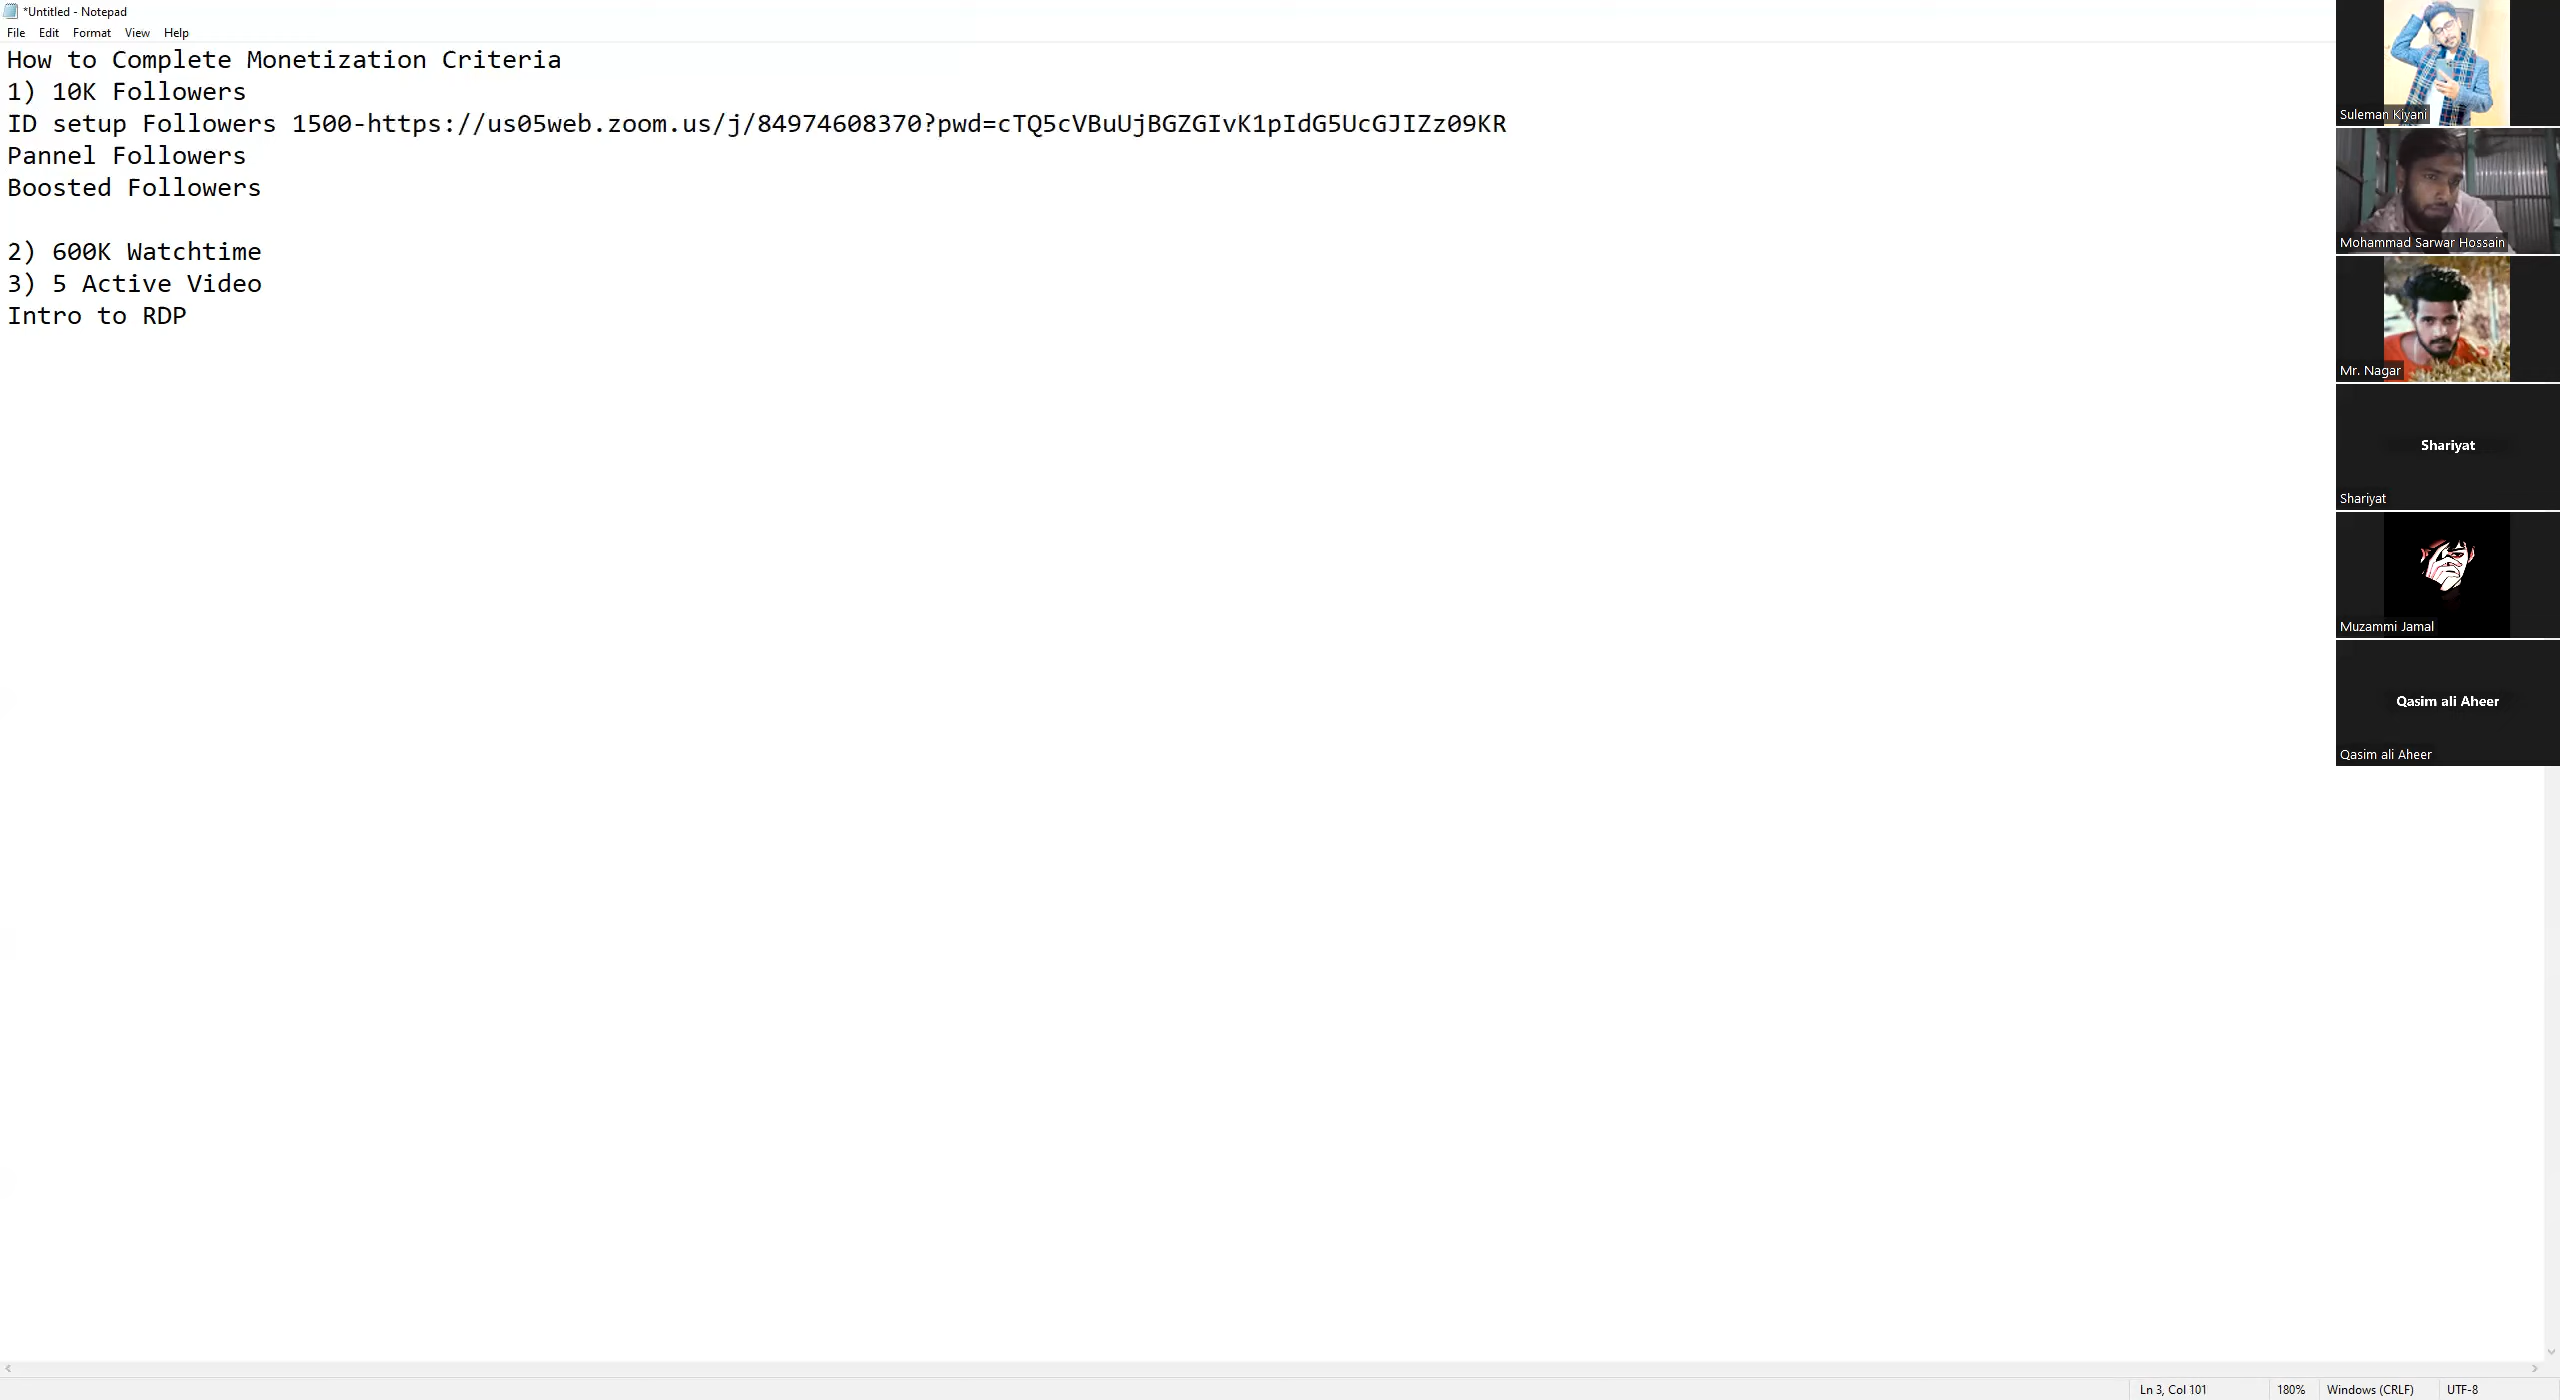 *Untitled - Notepad
File Edit Format View Help
How to Complete Monetization Criteria
1) 10K Followers
ID setup Followers 1500-https://us05web.zoom.us/j/84974608370?pwd=cTQ5cVBuUjBGZGIvK1pIdG5UcGJIZz09KR
Pannel Followers
Boosted Followers
2) 600K Watchtime
3) 5 Active Video
Intro to RDP
Suleman Kiyani
Mohammad Sarwar Hossain
Mr. Nagar
Shariyat
Shariyat
Muzammi Jamal
Qasim ali Aheer
Qasim ali Aheer
Ln 3, Col 101
180%
Windows (CRLF)
UTF-8